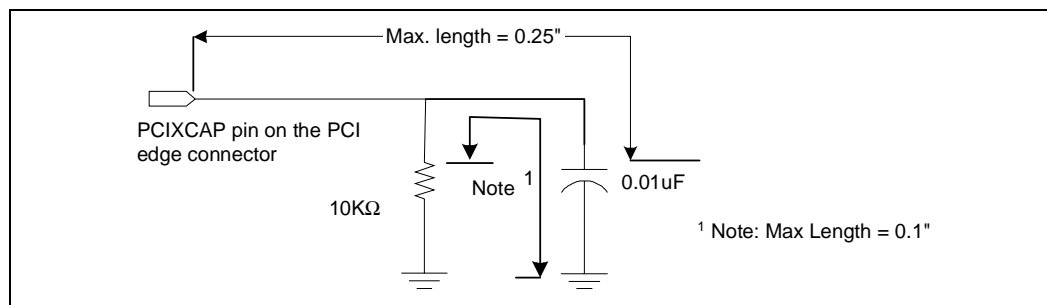 Max. length = 0.25"
PCIXCAP pin on the PCI
edge connector
Note 1
0.01uF
10KΩ
1 Note: Max Length = 0.1"